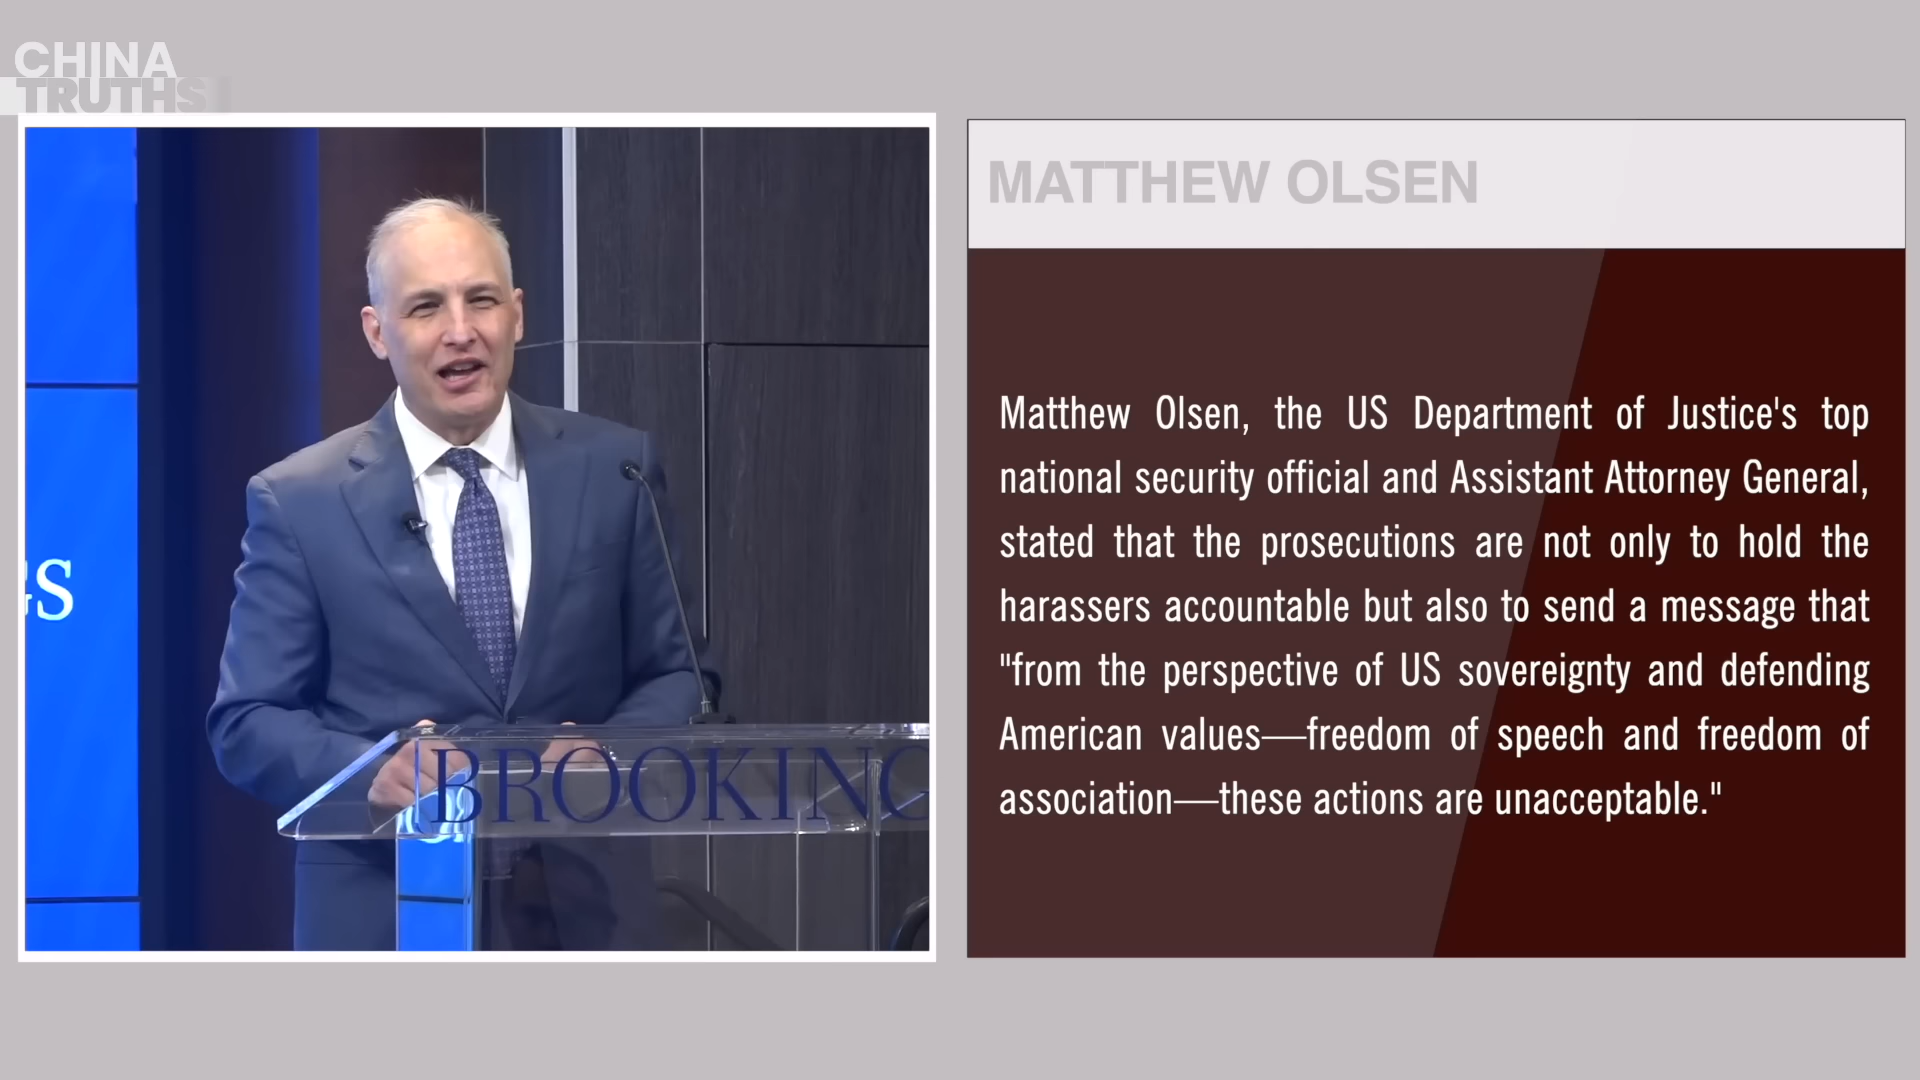 CHINA
TRUTHS
GS
BROOKING
MATTHEW OLSEN
Matthew Olsen, the US Department of Justice's top
national security official and Assistant Attorney General,
stated that the prosecutions are not only to hold the
harassers accountable but also to send a message that
"from the perspective of US sovereignty and defending
American values—freedom of speech and freedom of
association—these actions are unacceptable."